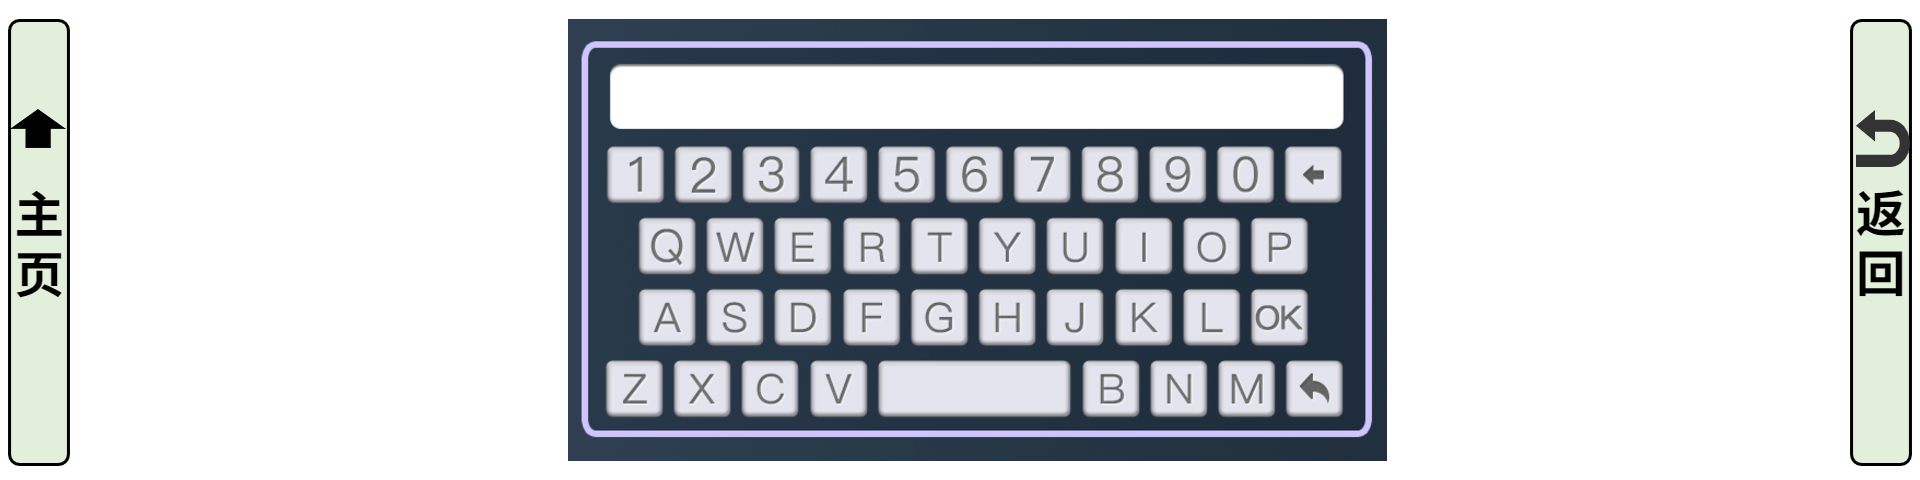 主页
1 2 3 4 5 6 7 8 9 0
Q W E R T Y U I O P
A S D F G H J K L OK
Z X C V B N M
返回